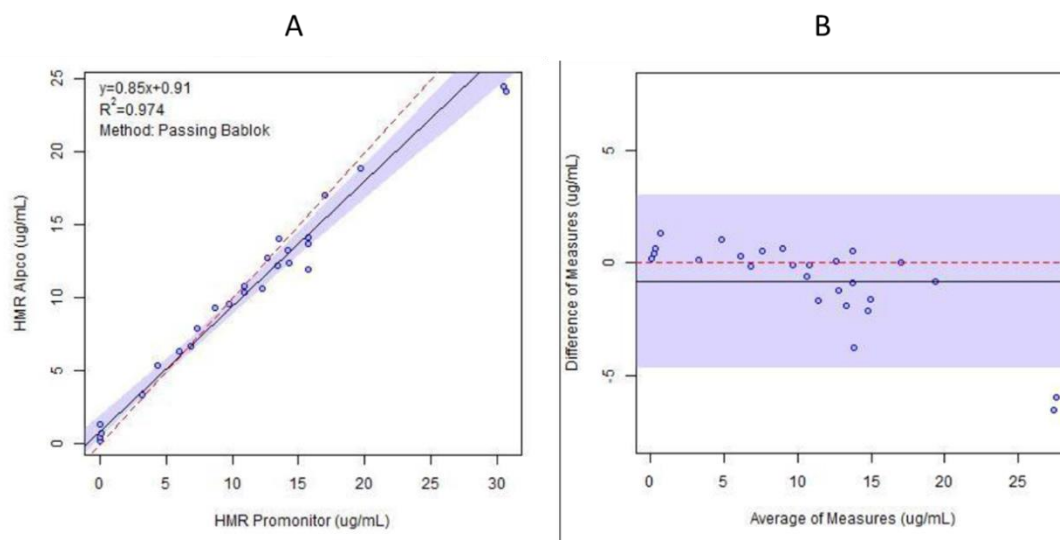 A
B
y=0.85x+0.91
R²=0.974
Method: Passing Bablok
HMR Alpco (ug/mL)
25
20
15
10
5
0
0 5 10 15 20 25 30
HMR Promonitor (ug/mL)
Difference of Measures (ug/mL)
5
0
-5
0 5 10 15 20 25
Average of Measures (ug/mL)